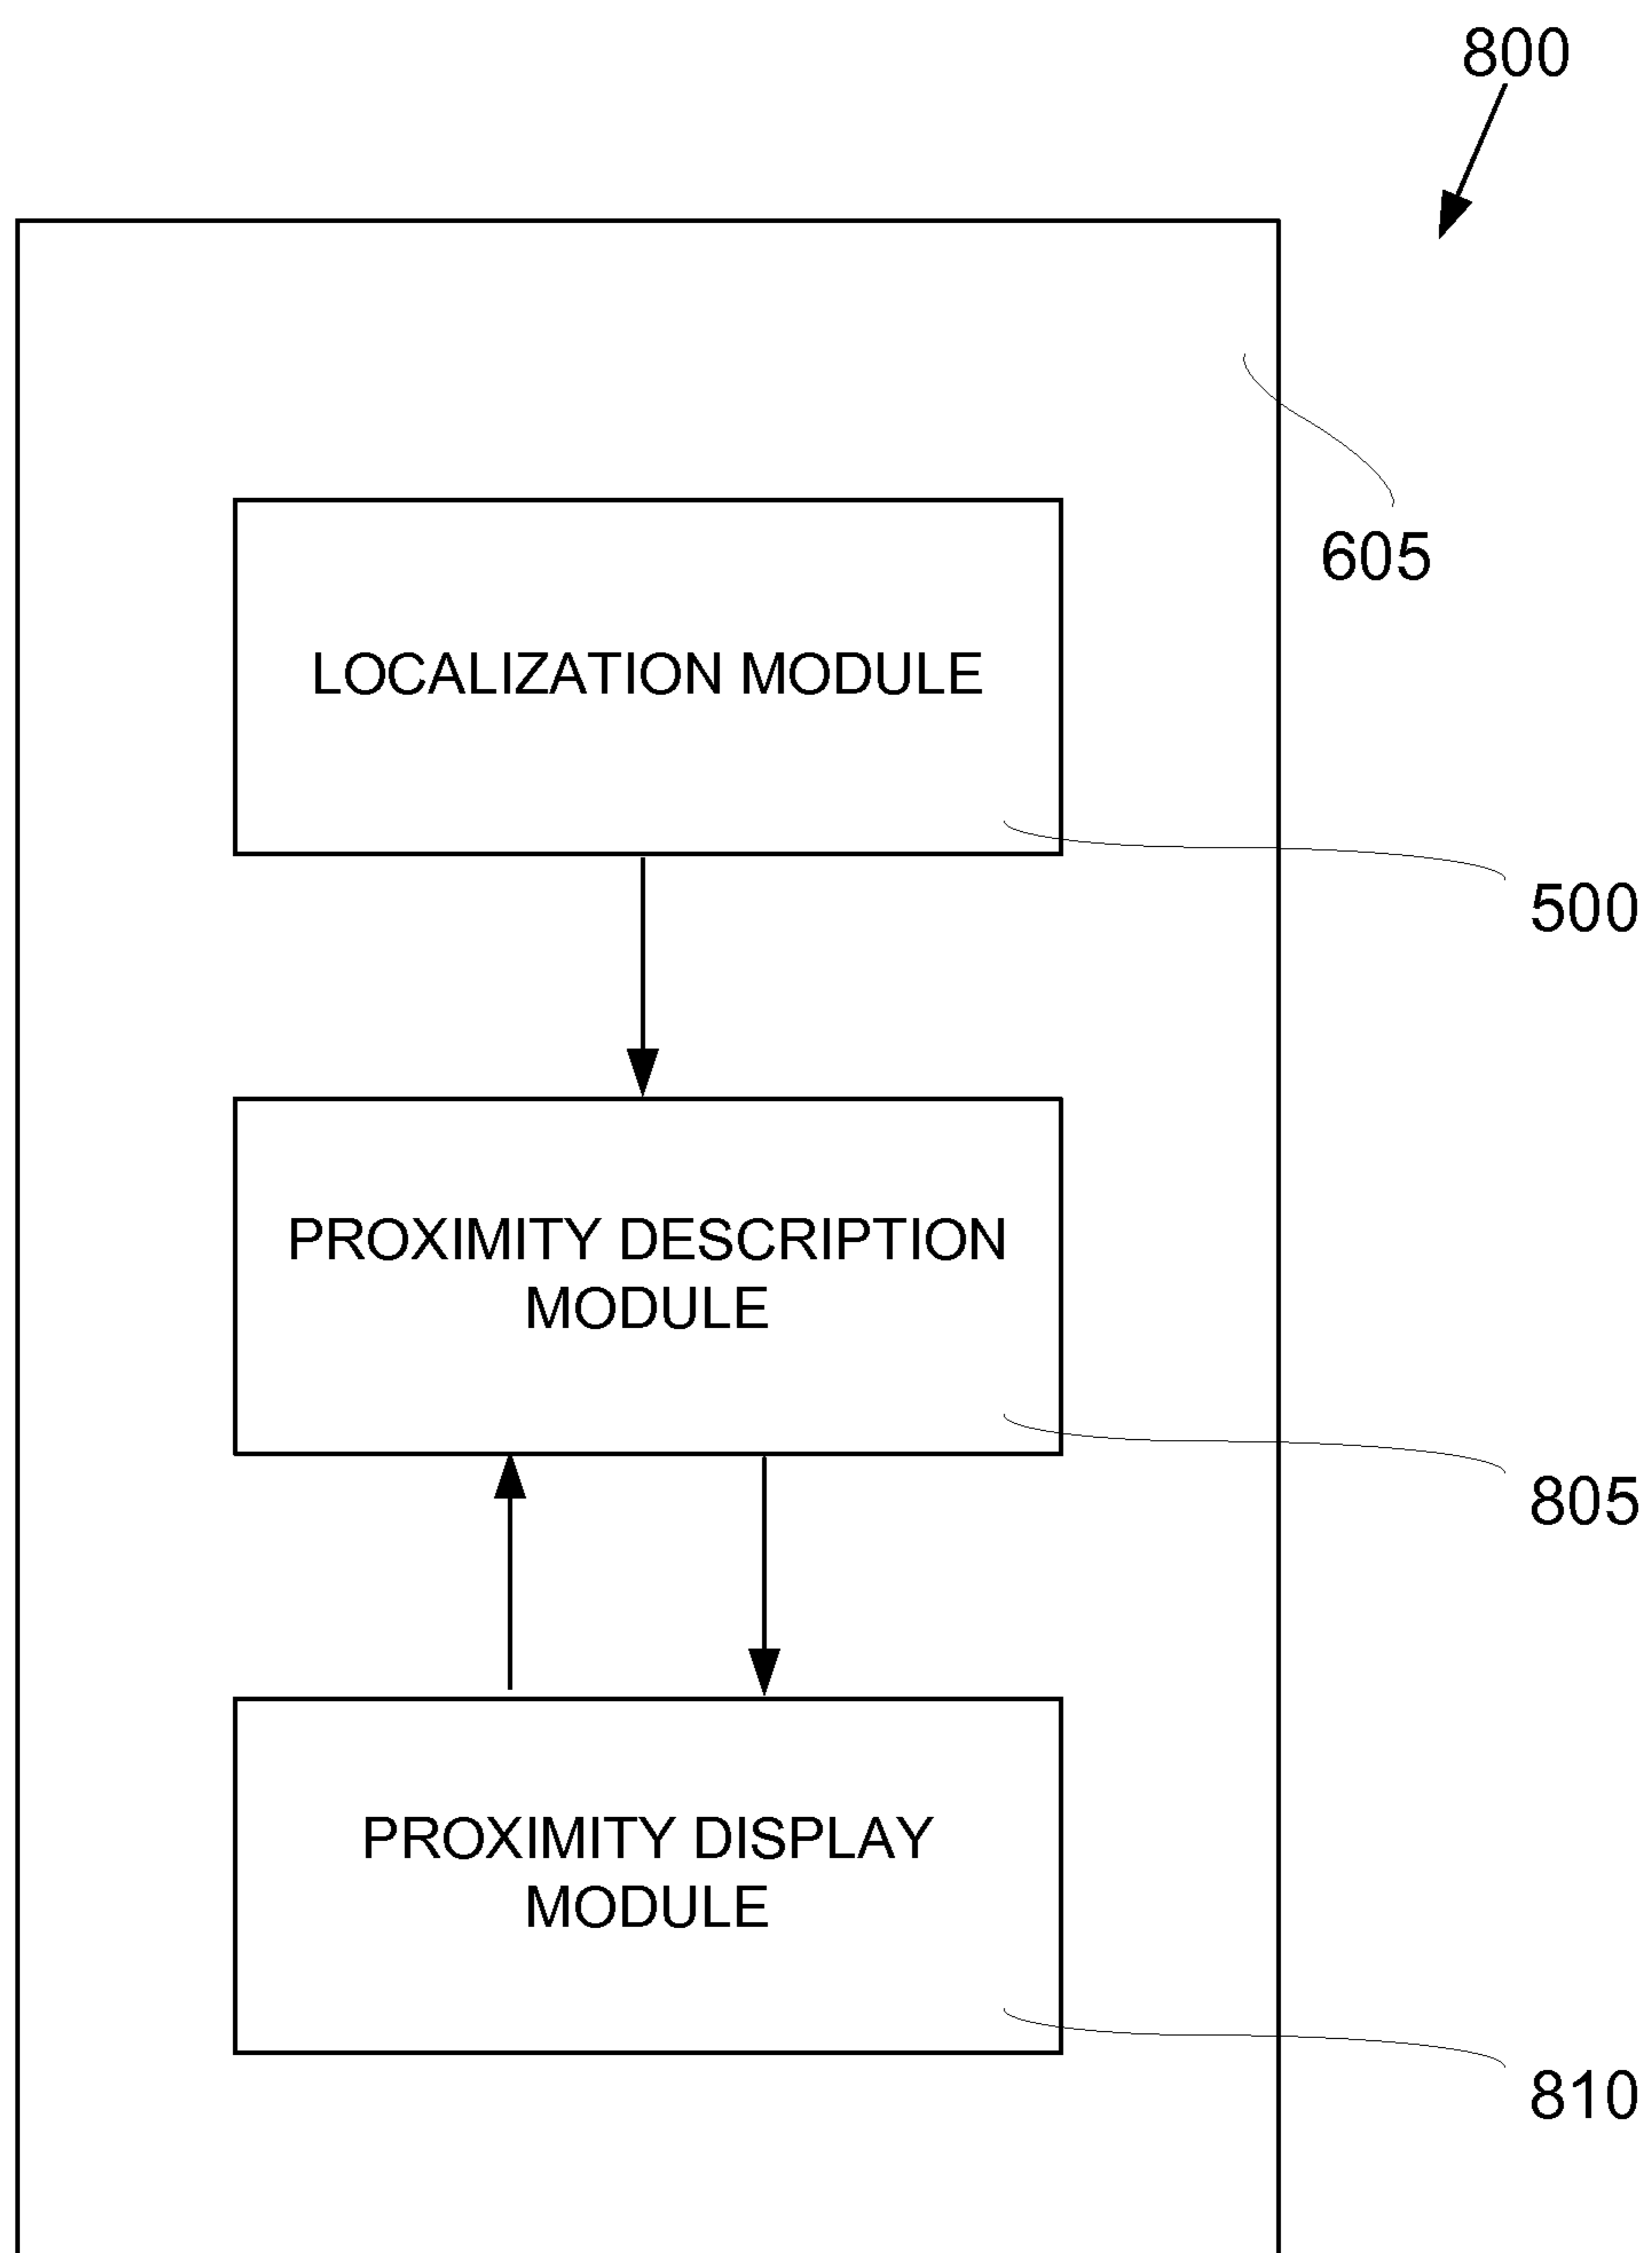 800
605
LOCALIZATION MODULE
500
PROXIMITY DESCRIPTION
MODULE
805
PROXIMITY DISPLAY
MODULE
810